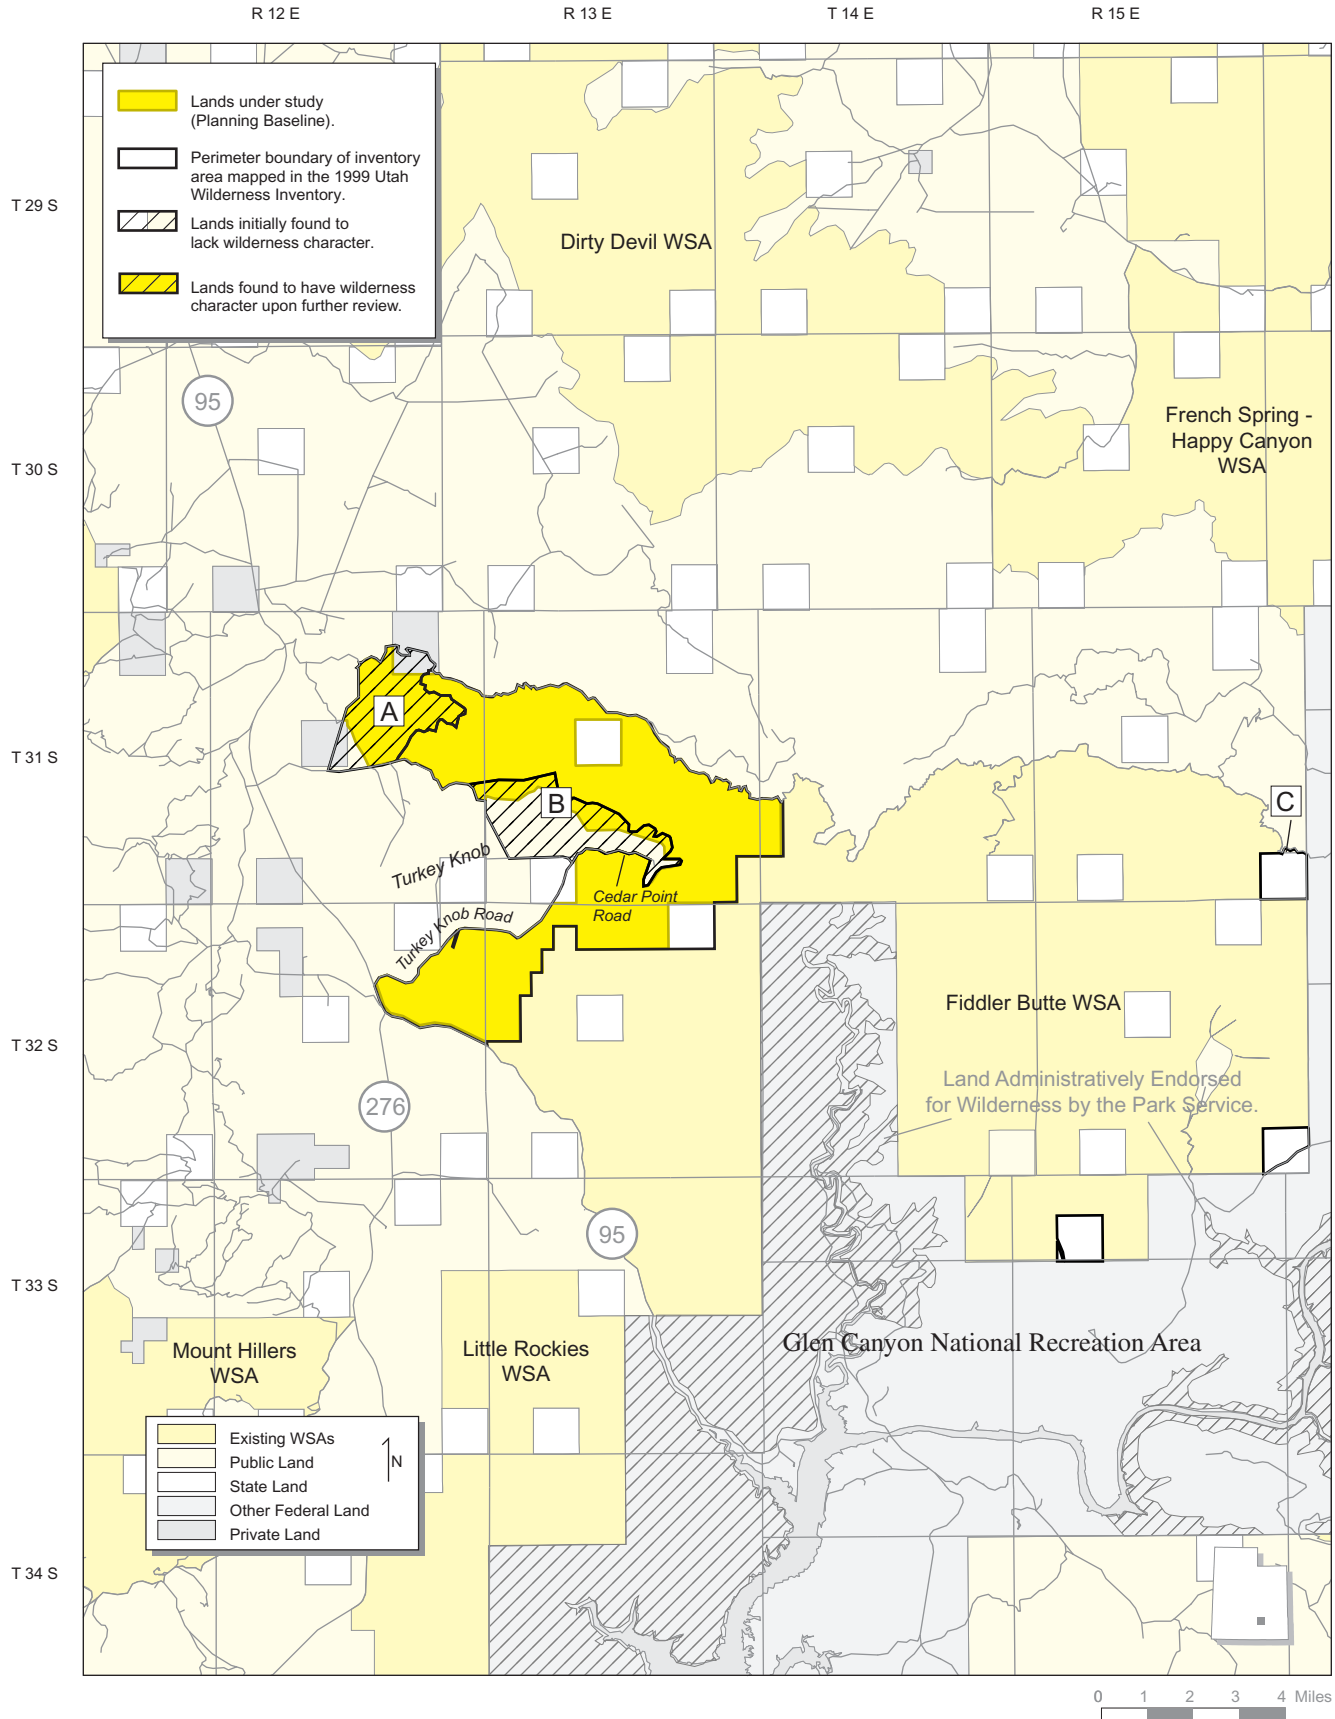 R 12 E
R 13 E
T 14 E
R 15 E
Lands under study
(Planning Baseline).
Perimeter boundary of inventory
area mapped in the 1999 Utah
Wilderness Inventory.
Lands initially found to
lack wilderness character.
Lands found to have wilderness
character upon further review.
T 29 S
Dirty Devil WSA
95
French Spring -
Happy Canyon
WSA
T 30 S
A
T 31 S
B
C
Turkey Knob
Cedar Point
Road
Turkey Knob Road
Fiddler Butte WSA
T 32 S
Land Administratively Endorsed
for Wilderness by the Park Service.
276
95
T 33 S
Glen Canyon National Recreation Area
Mount Hillers
WSA
Little Rockies
WSA
Existing WSAs
Public Land
State Land
Other Federal Land
Private Land
N
T 34 S
0 1 2 3 4 Miles